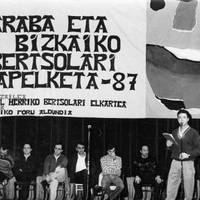 ARABA ETA
BIZKAIKO
BERTSOLARI
TXAPELKETA-87
HERRIKO BERTSOLARI ELKARTEA
FORU ALDUNDIA